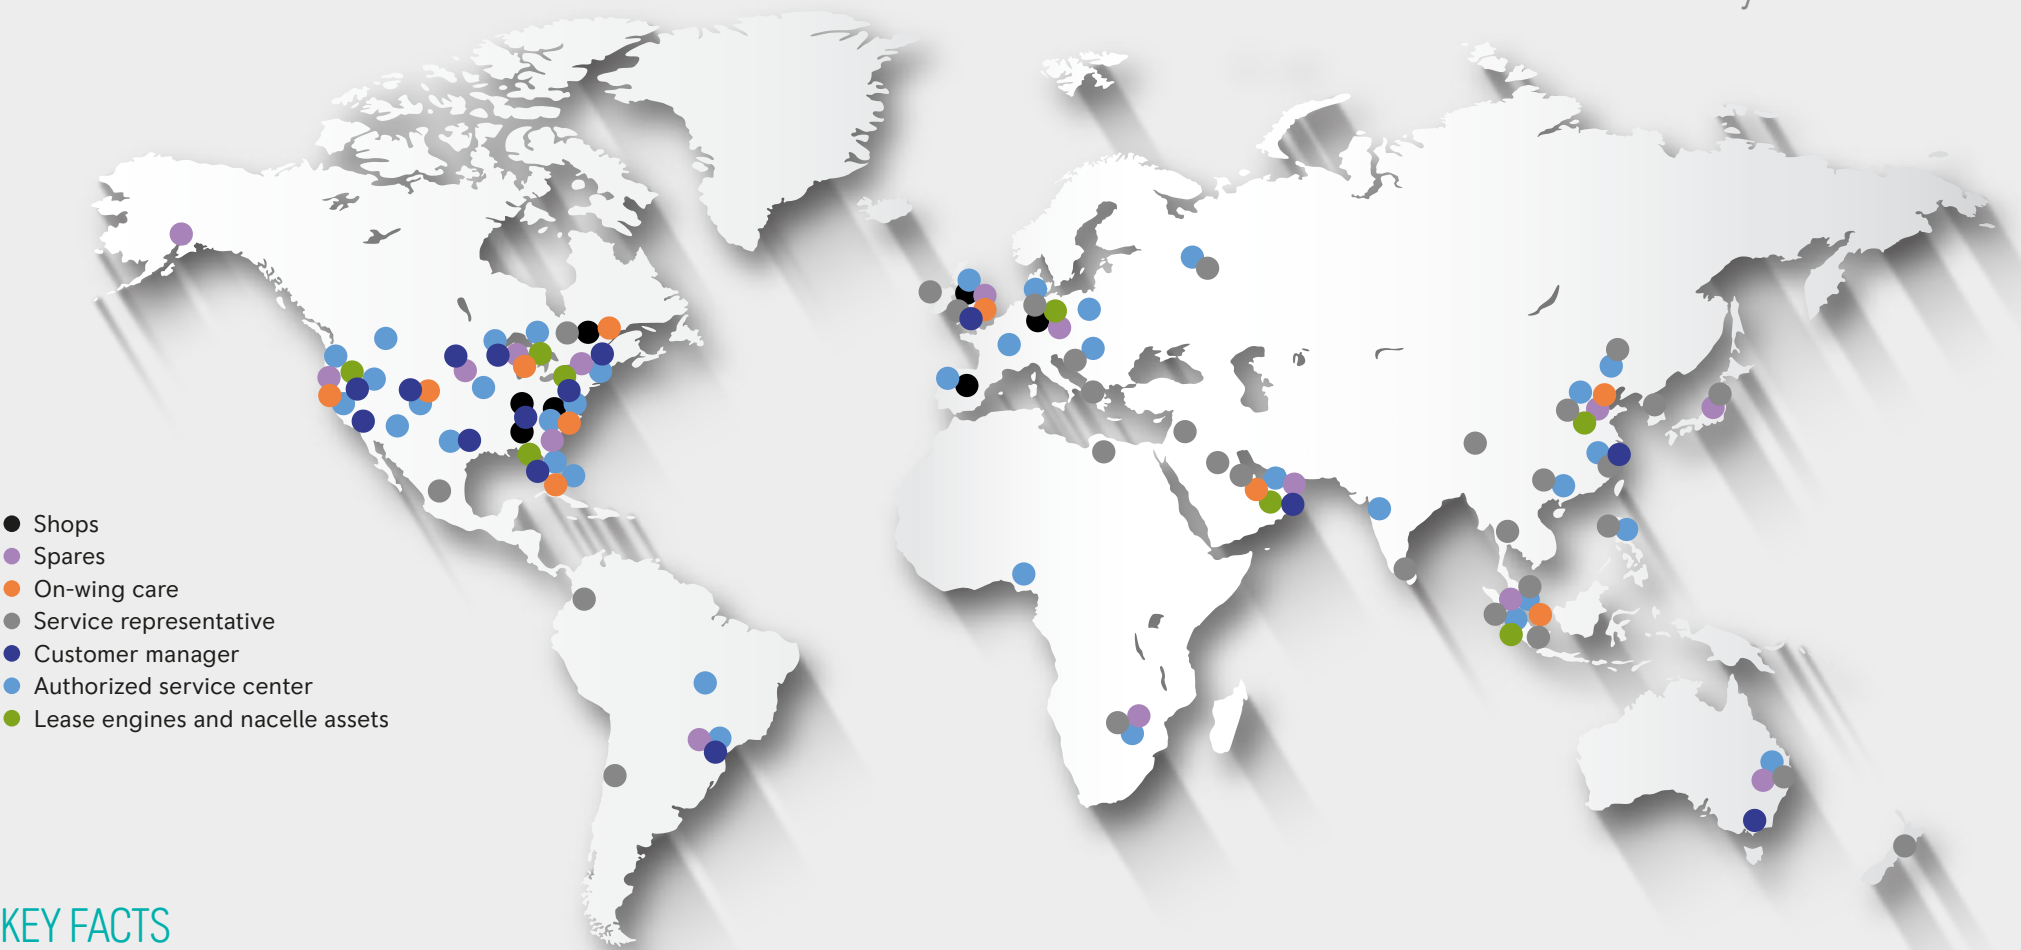 Shops
Spares
On-wing care
Service representative
Customer manager
Authorized service center
Lease engines and nacelle assets
KEY FACTS